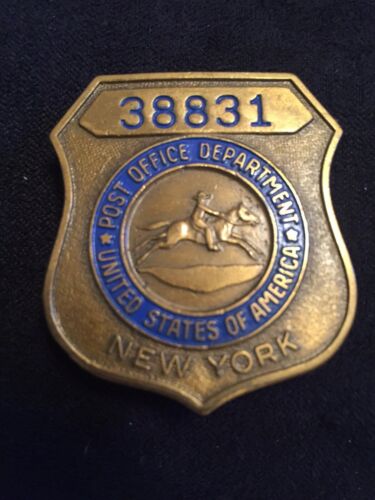 38831
POST OFFICE DEPARTMENT
UNITED STATES OF AMERICA
NEW YORK